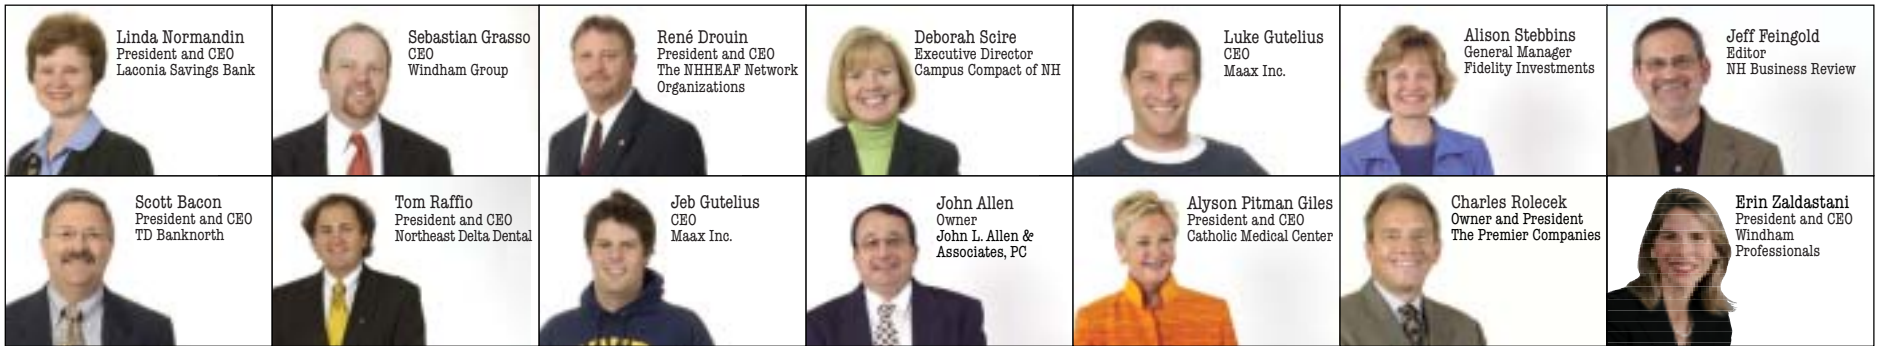 Linda Normandin
President and CEO
Laconia Savings Bank
Sebastian Grasso
CEO
Windham Group
René Drouin
President and CEO
The NHHEAF Network
Organizations
Deborah Scire
Executive Director
Campus Compact of NH
Luke Gutelius
CEO
Maax Inc.
Alison Stebbins
General Manager
Fidelity Investments
Jeff Feingold
Editor
NH Business Review
Scott Bacon
President and CEO
TD Banknorth
Tom Raffio
President and CEO
Northeast Delta Dental
Jeb Gutelius
CEO
Maax Inc.
John Allen
Owner
John L. Allen &
Associates, PC
Alyson Pitman Giles
President and CEO
Catholic Medical Center
Charles Rolecek
Owner and President
The Premier Companies
Erin Zaldastani
President and CEO
Windham
Professionals